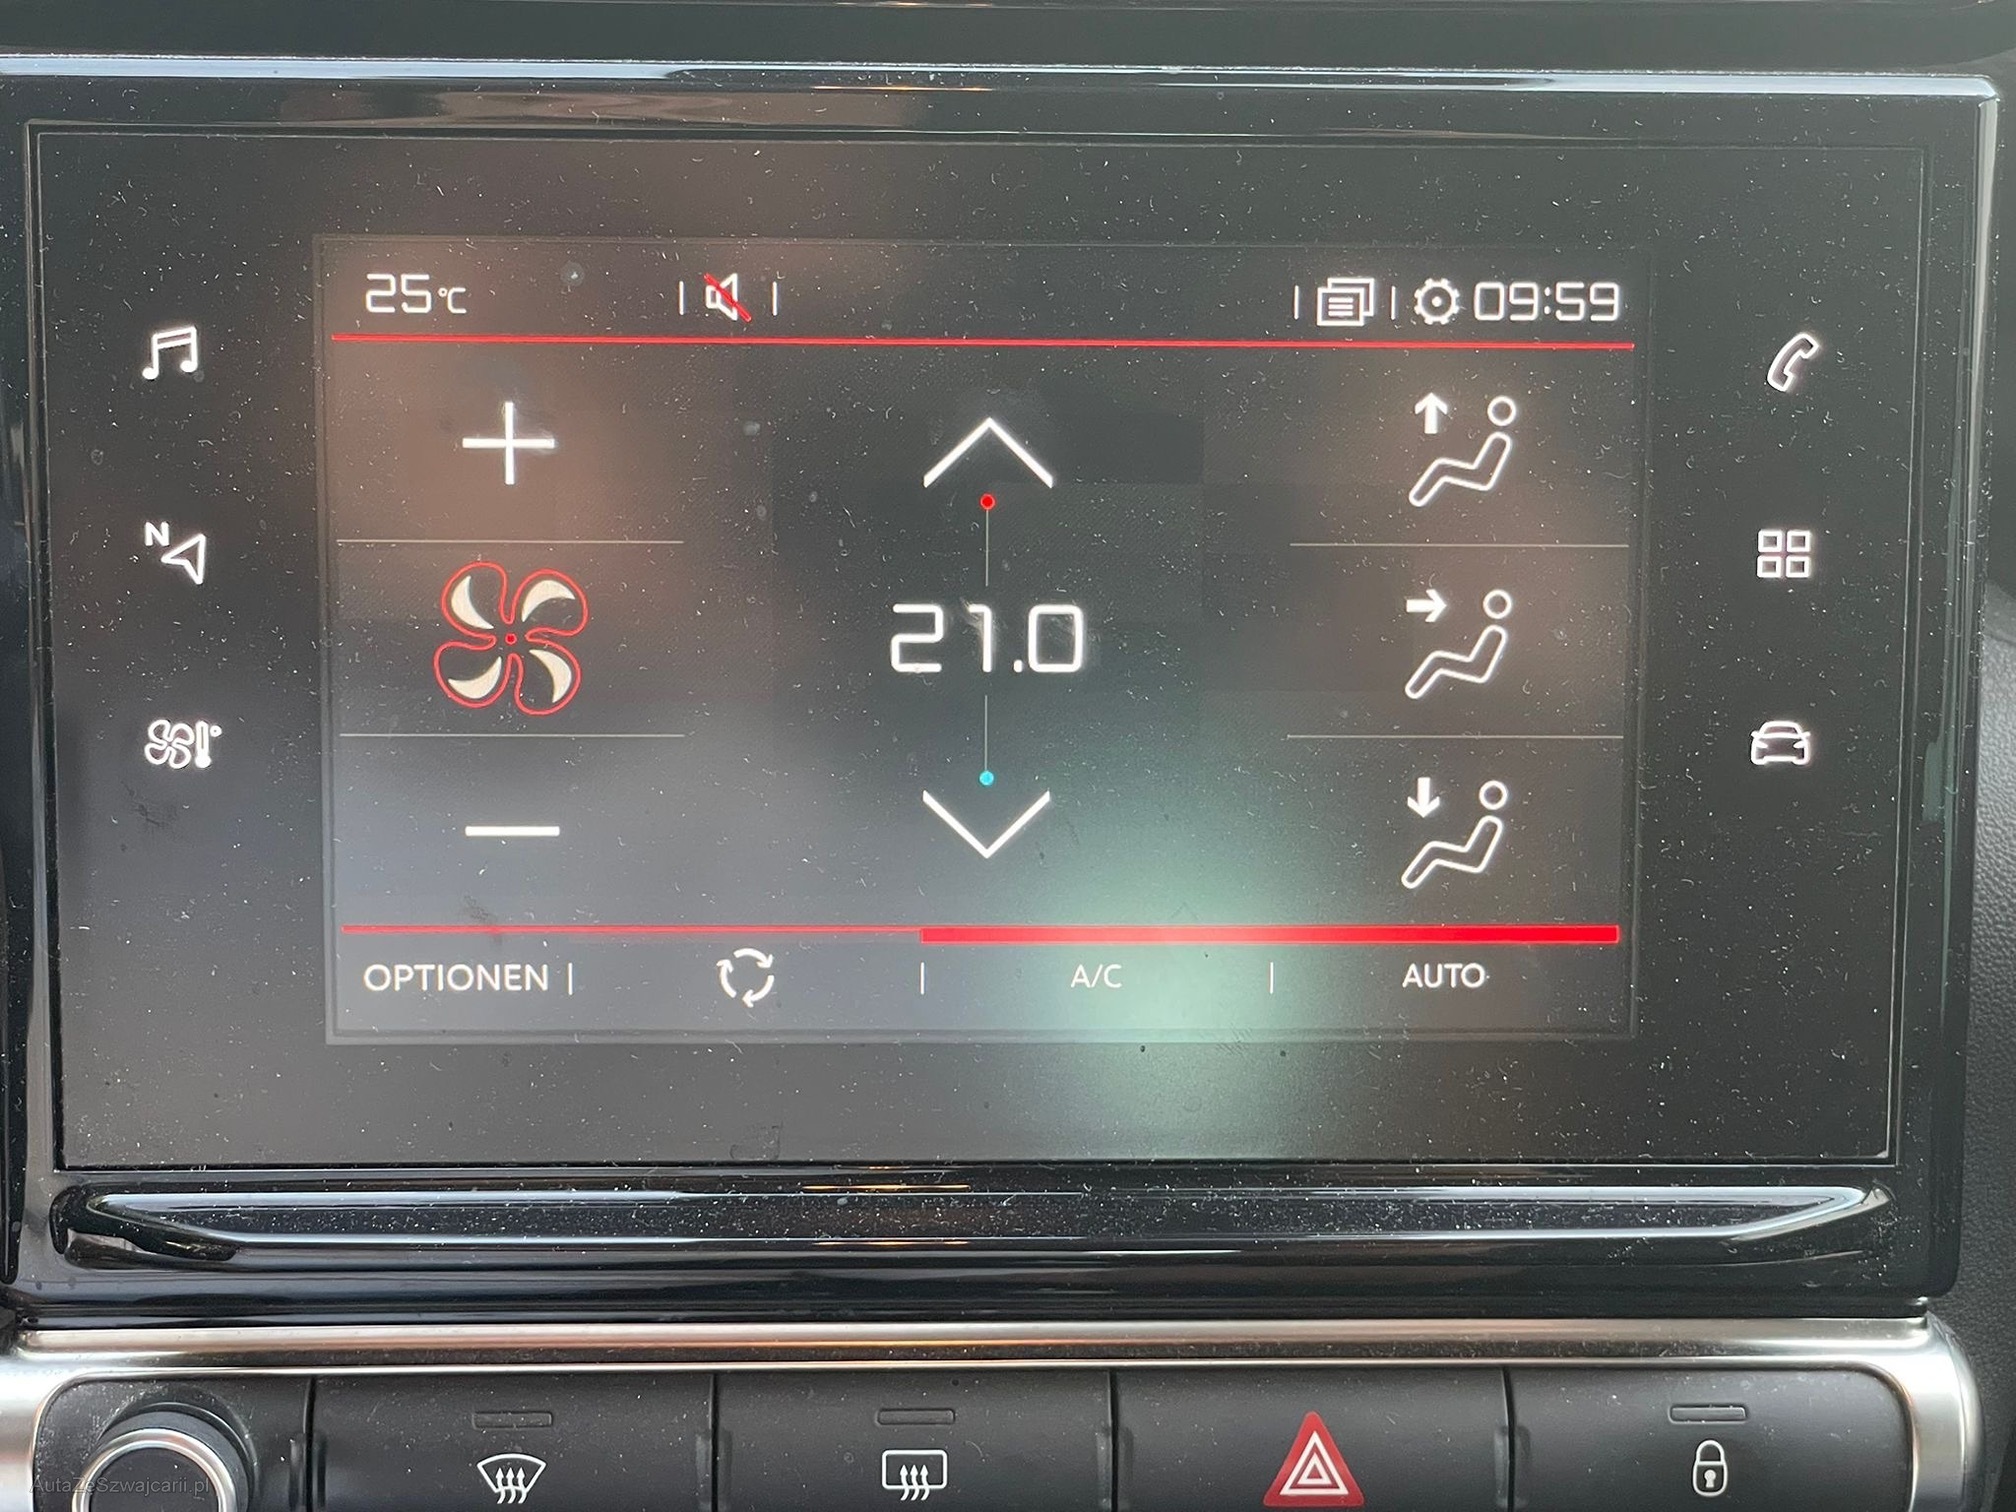 25°C 09:59
N
21.0
OPTIONEN A/C AUTO
AutaZeSzwajcarii.pl